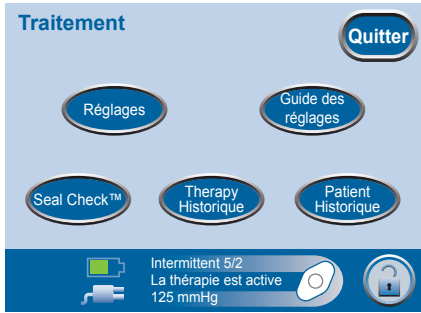 Traitement
Quitter
Réglages
Guide des
réglages
Seal Check™
Therapy
Historique
Patient
Historique
Intermittent 5/2
La thérapie est active
125 mmHg